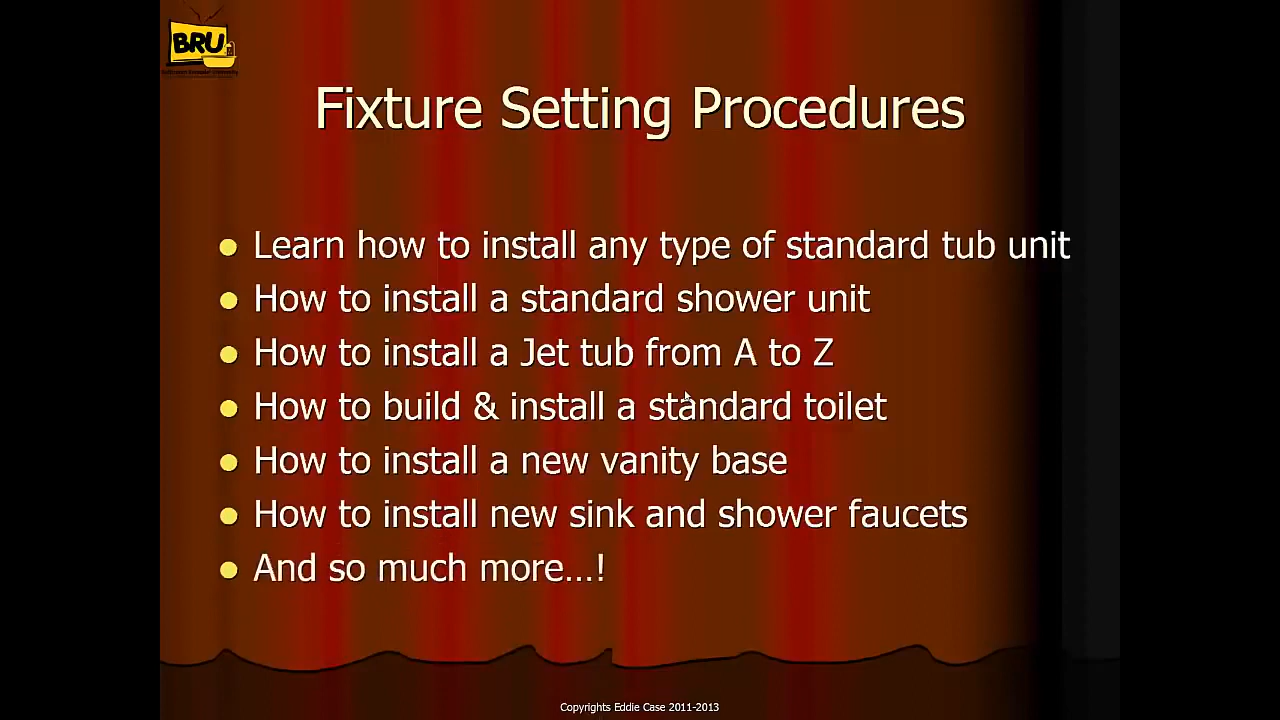 BRU
Fixture Setting Procedures
Learn how to install any type of standard tub unit
How to install a standard shower unit
How to install a Jet tub from A to Z
How to build & install a standard toilet
How to install a new vanity base
How to install new sink and shower faucets
And so much more...!
Copyrights Eddie Case 2011-2013